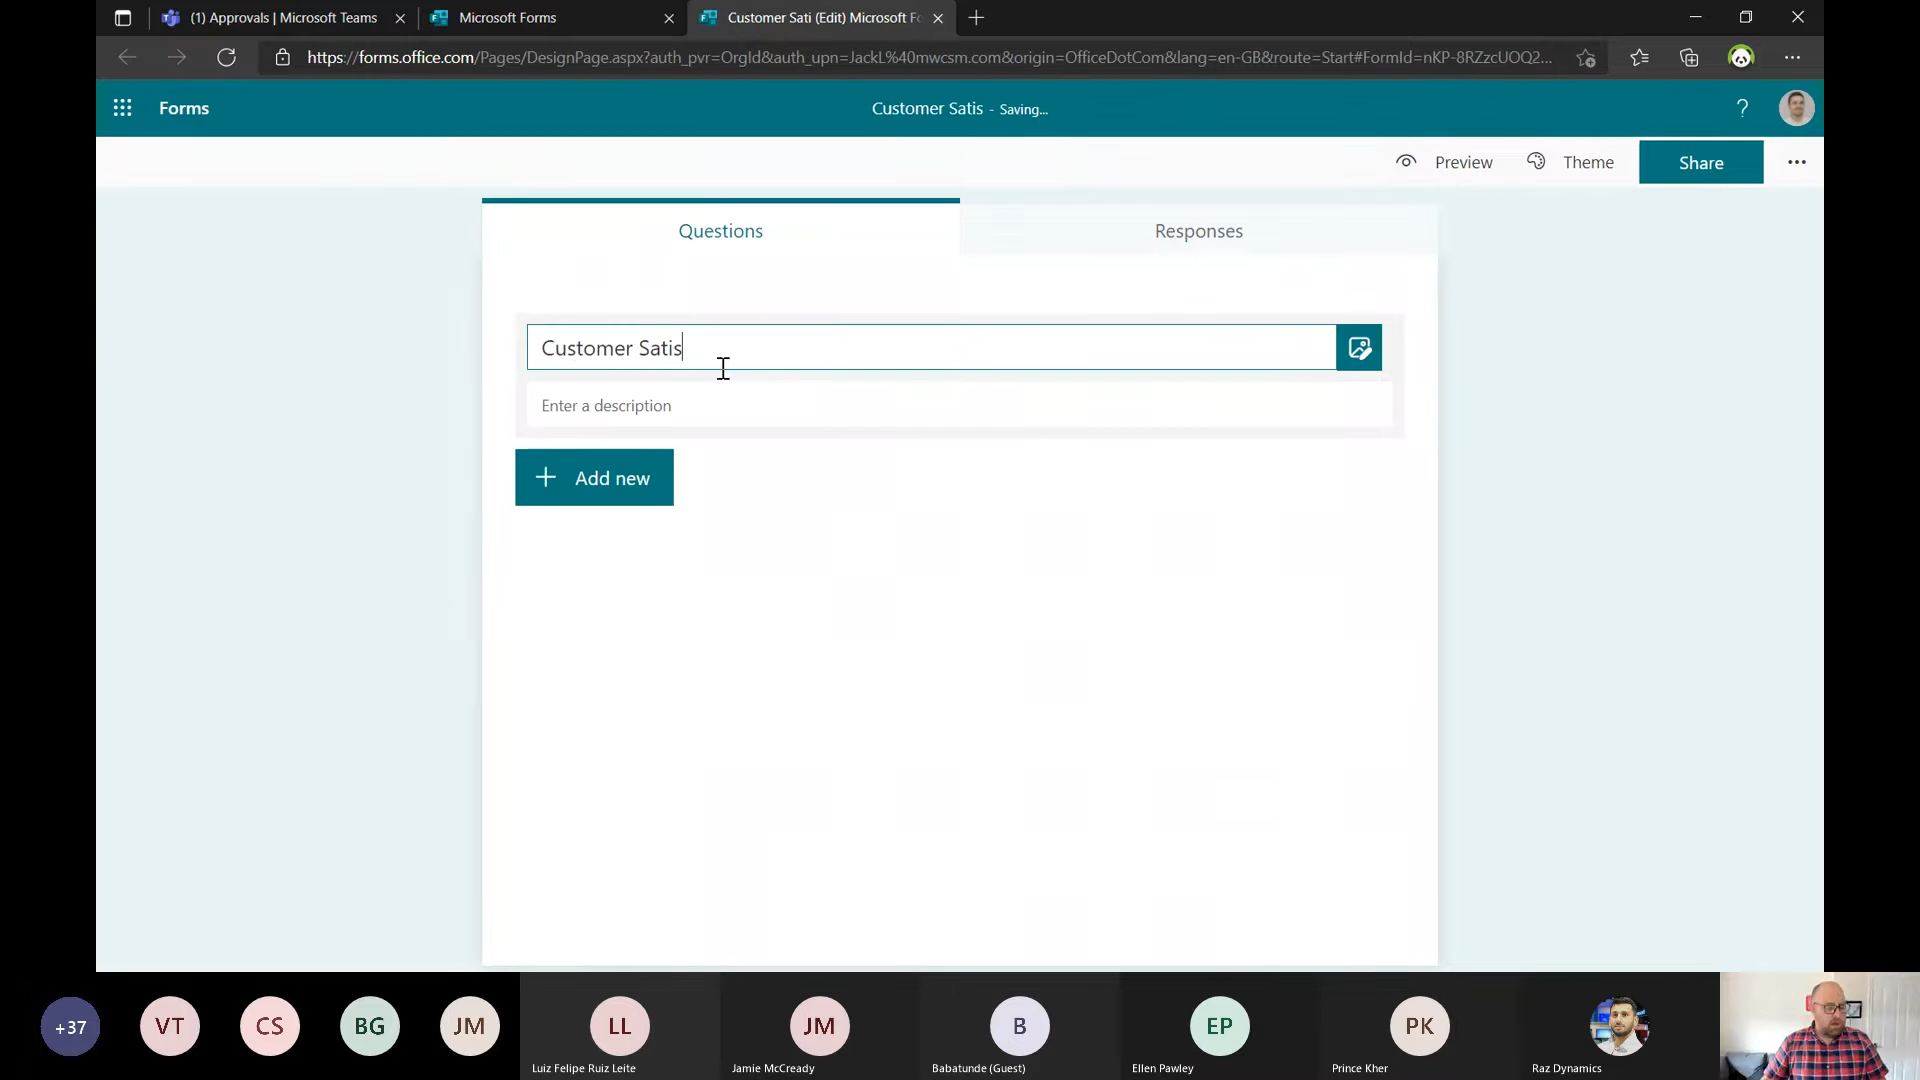 (1) Approvals | Microsoft Teams
Microsoft Forms
Customer Sati (Edit) Microsoft Fo
https://forms.office.com/Pages/DesignPage.aspx?auth_pvr=OrgId&auth_upn=JackL%40mwcsm.com&origin=OfficeDotCom&lang=en-GB&route=Start#FormId=nKP-8RZzcUOQ2...
Forms
Customer Satis - Saving...
?
Preview
Theme
Share
Questions
Responses
Customer Satis
Enter a description
Add new
+37
VT
CS
BG
JM
LL
JM
B
EP
PK
Luiz Felipe Ruiz Leite
Jamie McCready
Babatunde (Guest)
Ellen Pawley
Prince Kher
Raz Dynamics